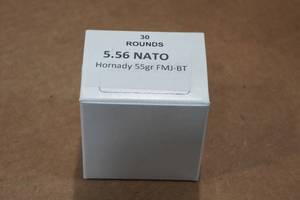 30
ROUNDS
5.56 NATO
Hornady 55gr FMJ-BT